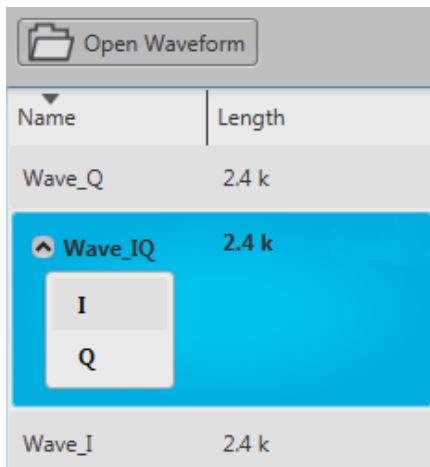 Open Waveform
Name Length
Wave_Q 2.4 k
Wave_IQ 2.4 k
I
Q
Wave_I 2.4 k